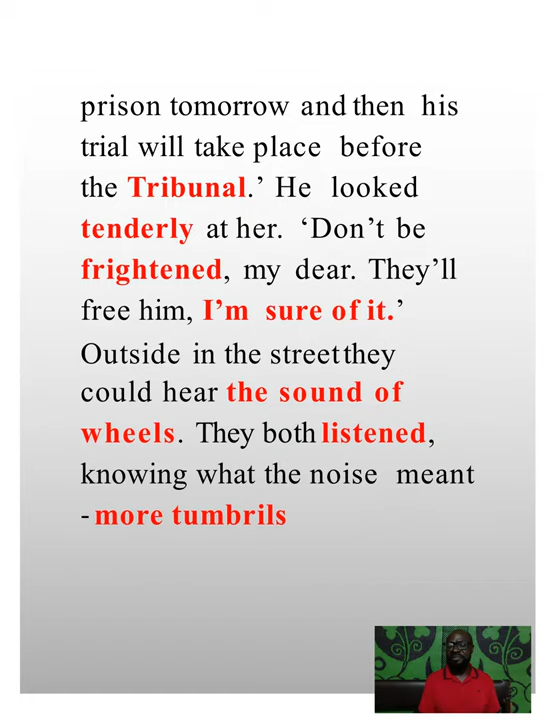 prison tomorrow and then his
trial will take place before
the Tribunal.’ He looked
tenderly at her. ‘Don’t be
frightened, my dear. They’ll
free him, I’m sure of it.’
Outside in the street they
could hear the sound of
wheels. They both listened,
knowing what the noise meant
- more tumbrils